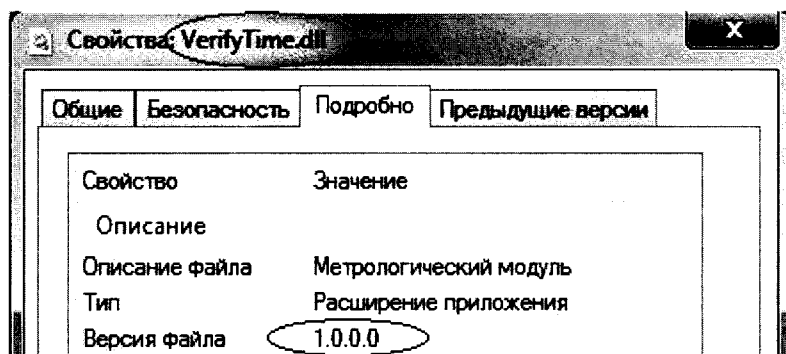 Свойства: VerifyTime.dll
x
Общие Безопасность Подробно Предыдущие версии
Свойство Значение
Описание
Описание файла Метрологический модуль
Тип Расширение приложения
Версия файла 1.0.0.0